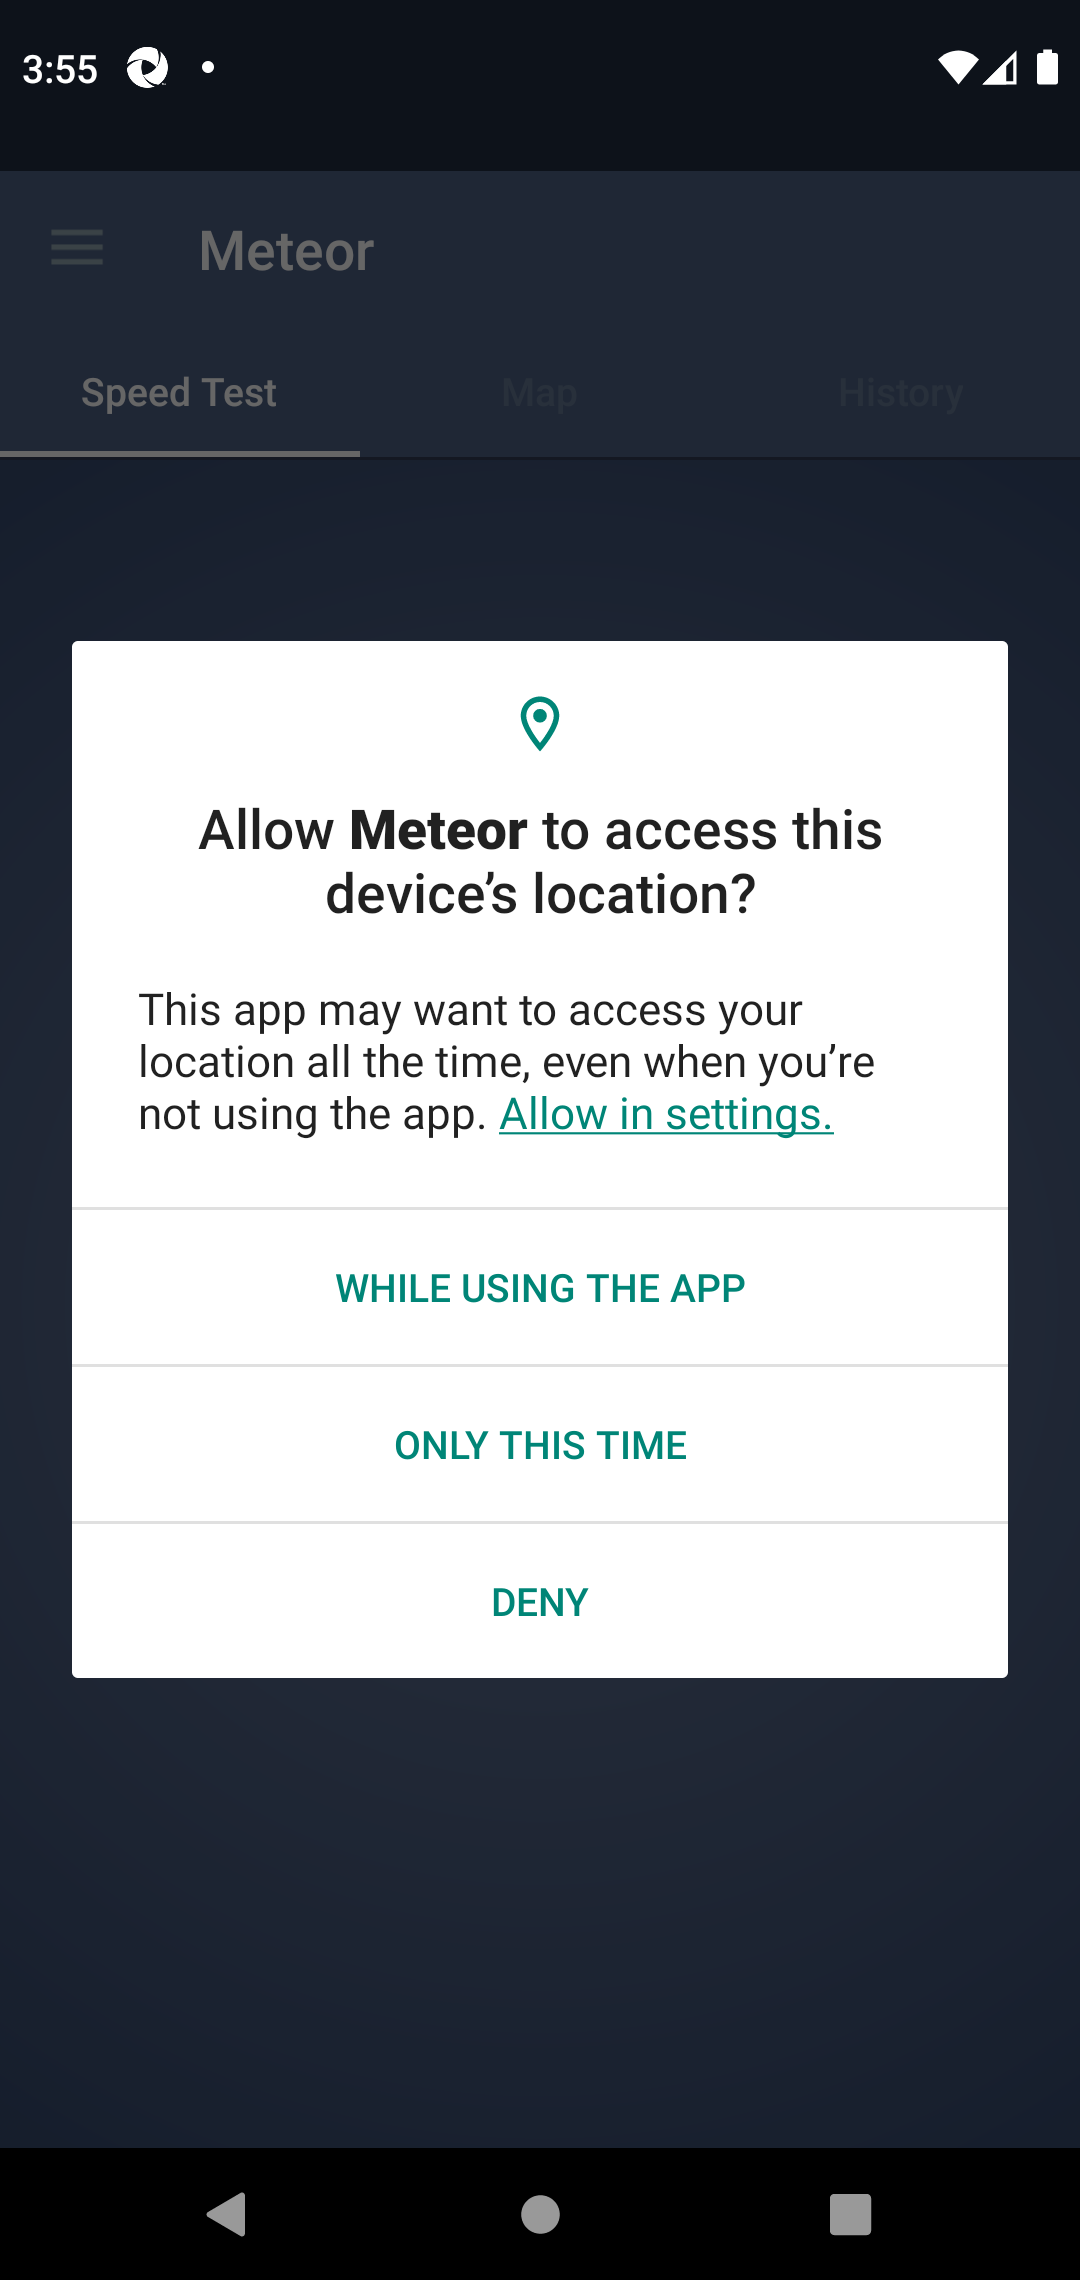 3:55
Meteor
Speed Test
Map
History
Allow Meteor to access this
device’s location?
This app may want to access your
location all the time, even when you’re
not using the app. Allow in settings.
WHILE USING THE APP
ONLY THIS TIME
DENY